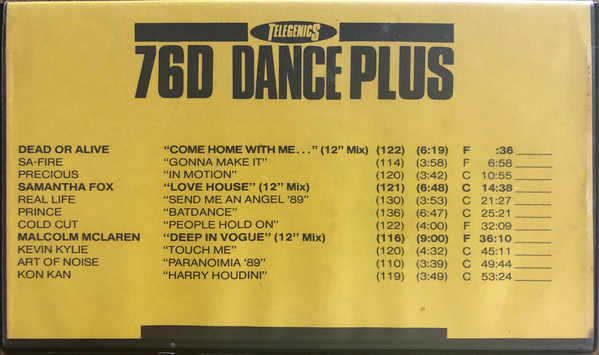 TELEGENICS
76D DANCE PLUS
DEAD OR ALIVE "COME HOME WITH ME..." (12" Mix) (122) (6:19) F :36
SA-FIRE "GONNA MAKE IT" (114) (3:58) F 6:58
PRECIOUS "IN MOTION" (120) (3:42) C 10:55
SAMANTHA FOX "LOVE HOUSE" (12" Mix) (121) (6:48) C 14:38
REAL LIFE "SEND ME AN ANGEL '89" (130) (3:53) C 21:27
PRINCE "BATDANCE" (136) (6:47) C 25:21
COLD CUT "PEOPLE HOLD ON" (122) (4:00) F 32:09
MALCOLM MCLAREN "DEEP IN VOGUE" (12" Mix) (116) (9:00) F 36:10
KEVIN KYLIE "TOUCH ME" (120) (4:32) C 45:11
ART OF NOISE "PARANOIMIA '89" (110) (3:39) C 49:44
KON KAN "HARRY HOUDINI" (119) (3:49) C 53:24